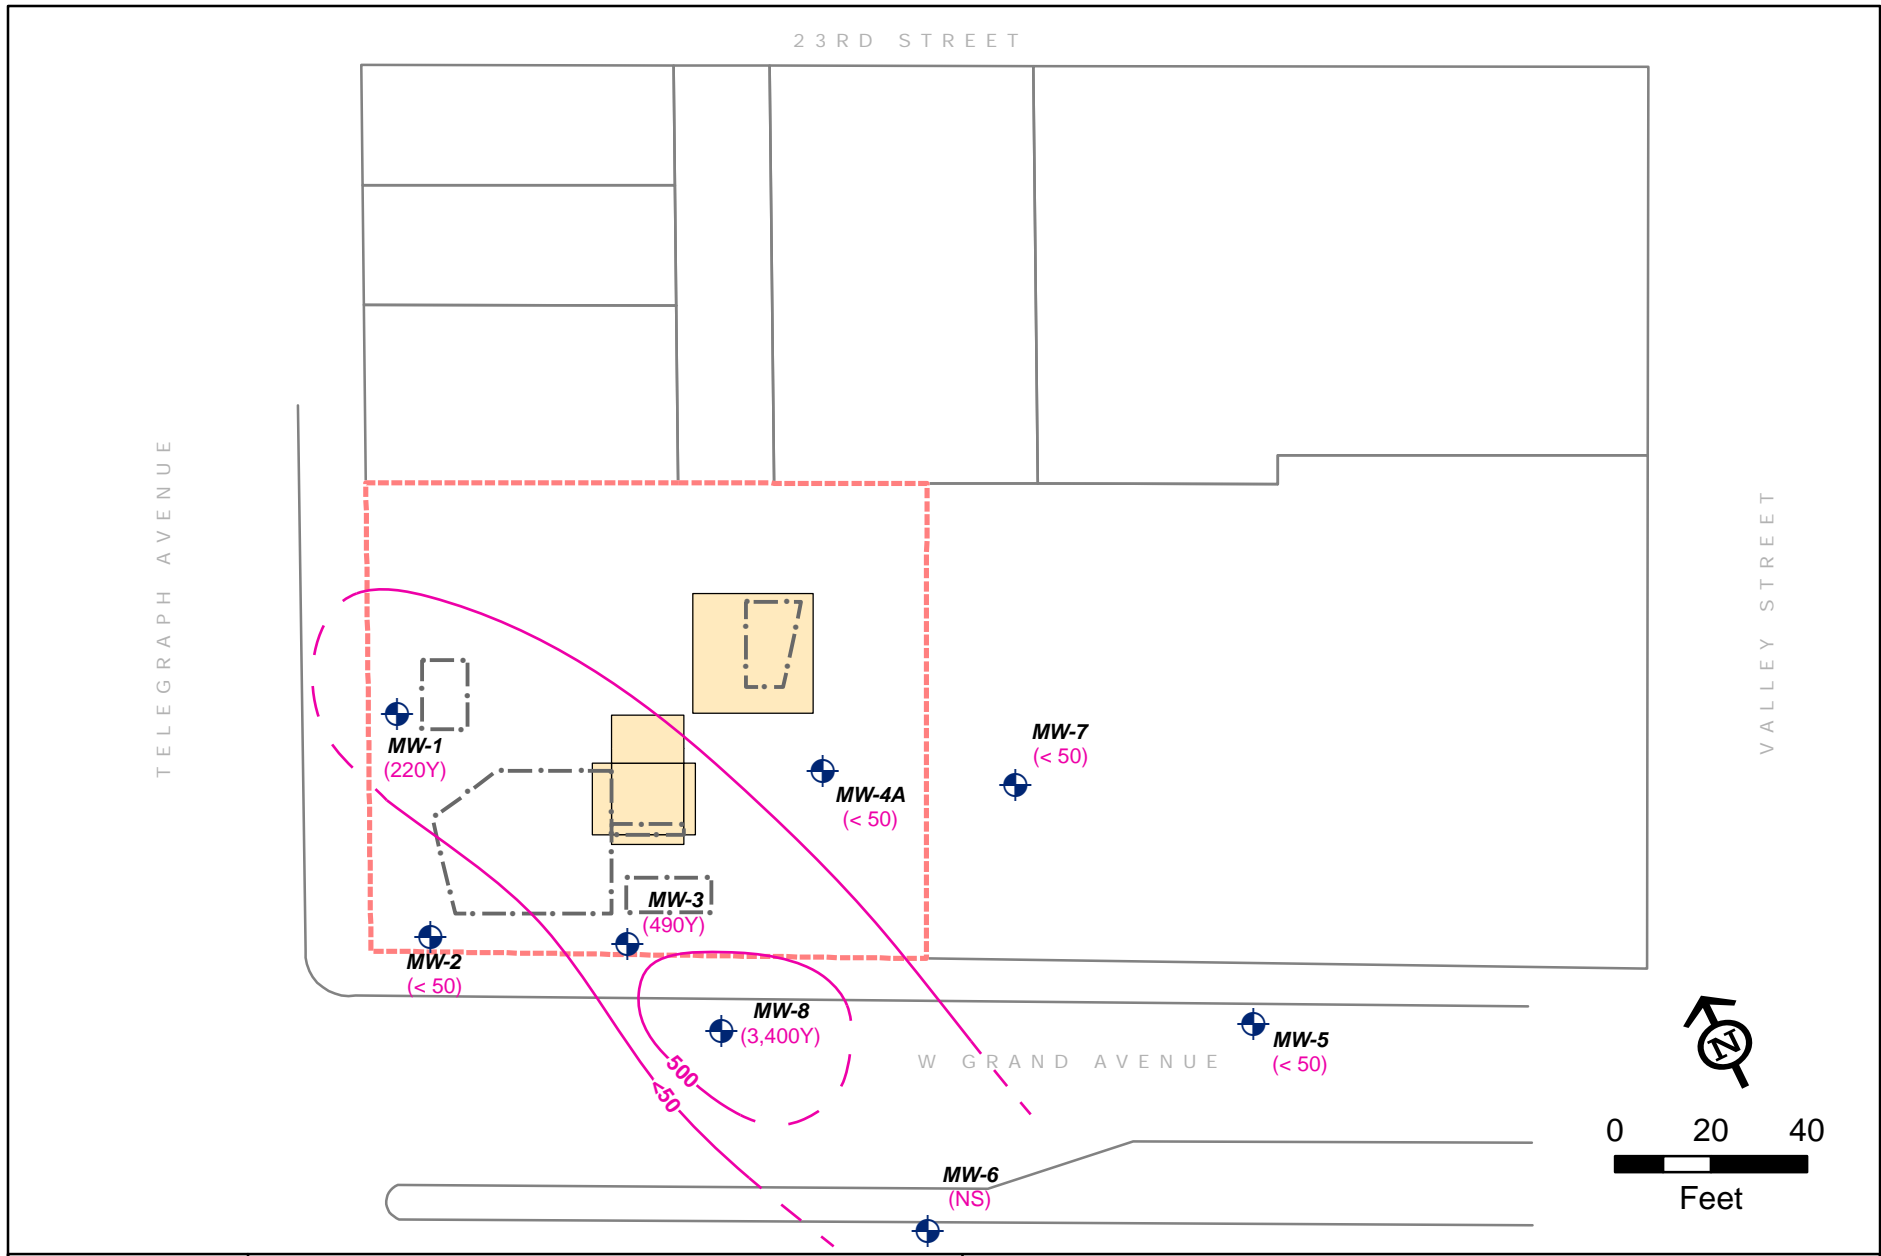 23RD STREET
TELEGRAPH AVENUE
VALLEY STREET
MW-1
(220Y)
MW-7
(< 50)
MW-4A
(< 50)
MW-3
(490Y)
MW-2
(< 50)
MW-8
(3,400Y)
500
<50
W GRAND AVENUE
MW-5
(< 50)
MW-6
(NS)
N
0 20 40
Feet